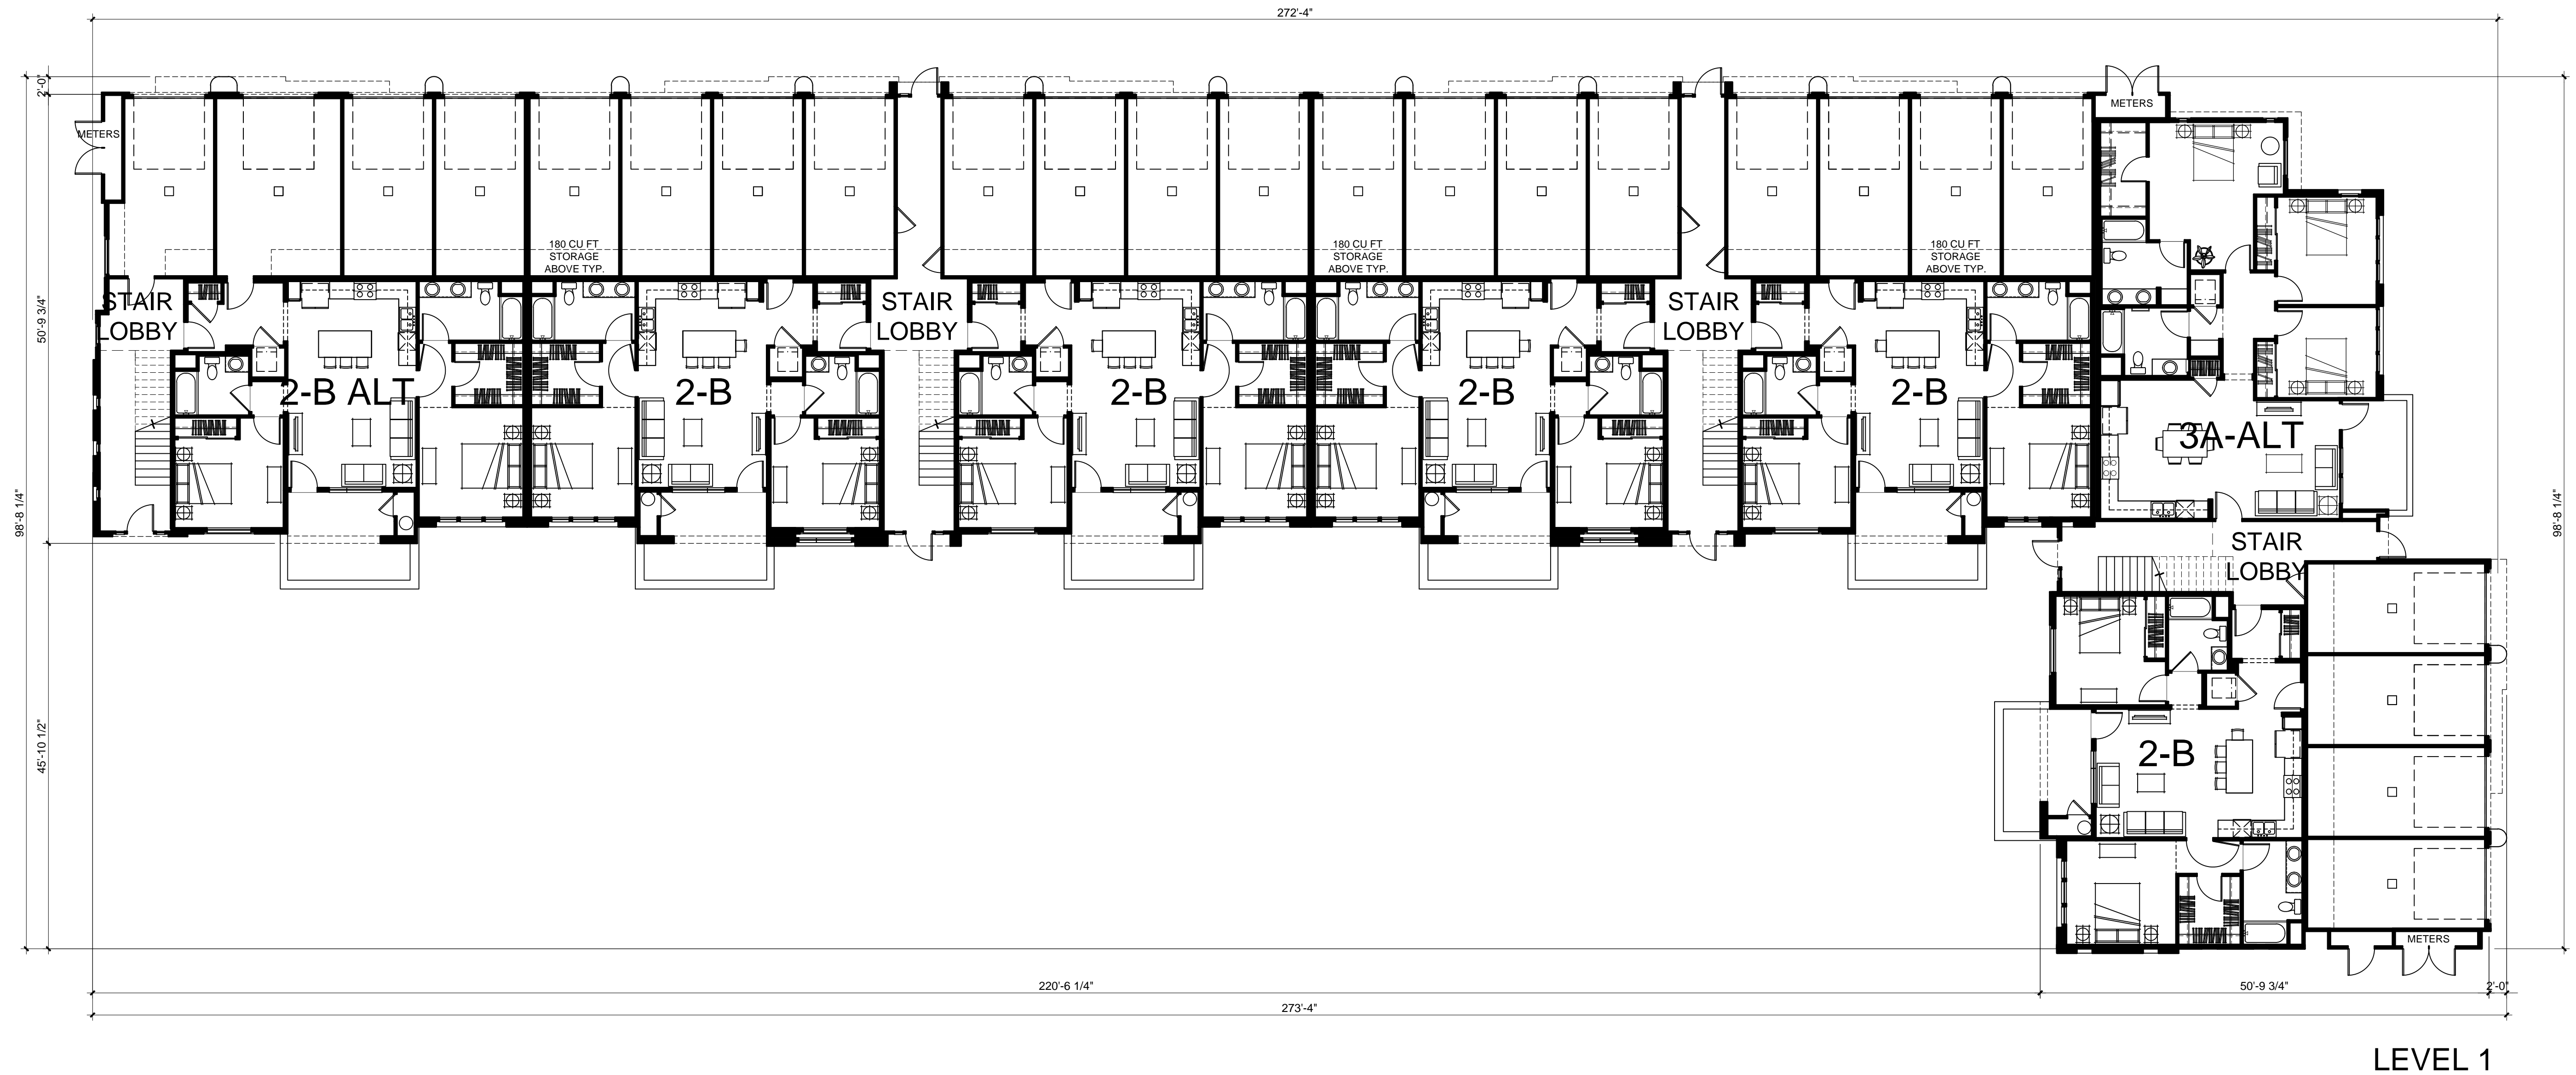 272'-4"
2'-0"
METERS
METERS
180 CU FT
STORAGE
ABOVE TYP.
180 CU FT
STORAGE
ABOVE TYP.
180 CU FT
STORAGE
ABOVE TYP.
50'-9 3/4"
STAIR
LOBBY
STAIR
LOBBY
STAIR
LOBBY
2-B ALT
2-B
2-B
2-B
2-B
3A-ALT
98'-8 1/4"
98'-8 1/4"
STAIR
LOBBY
45'-10 1/2"
2-B
METERS
220'-6 1/4"
50'-9 3/4"
2'-0"
273'-4"
LEVEL 1